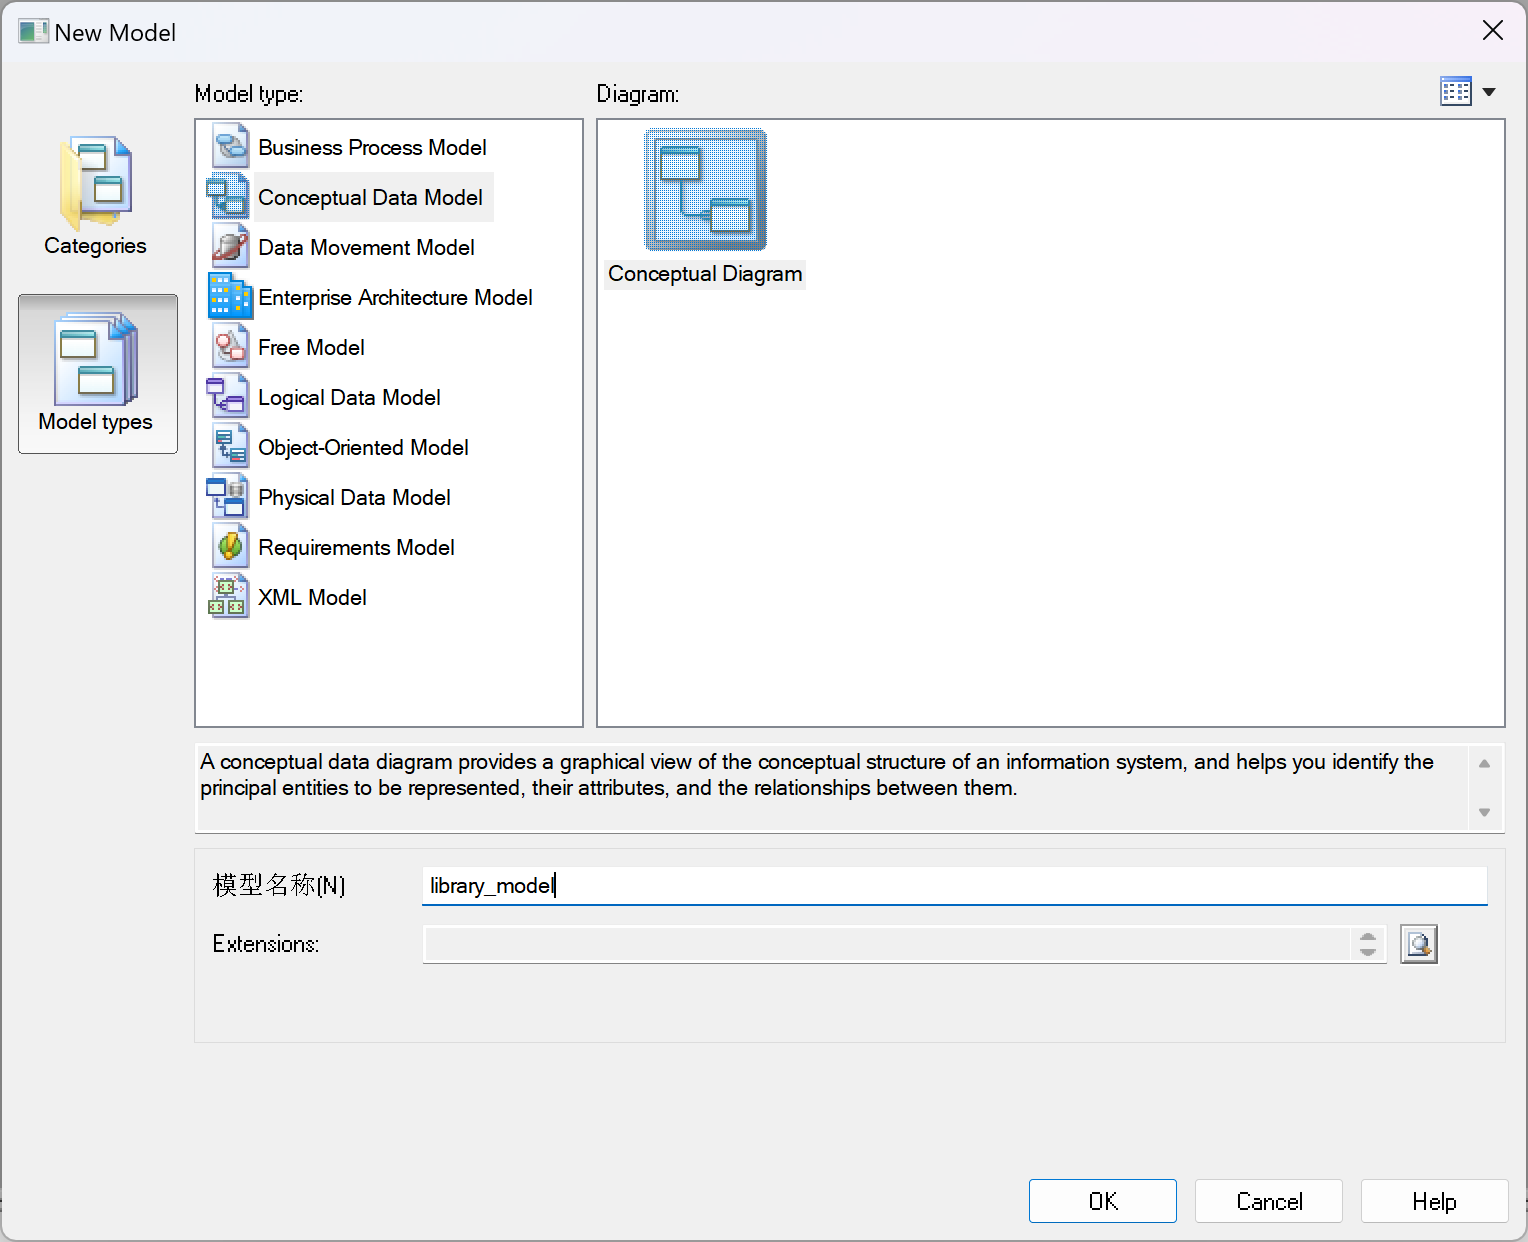 New Model
Model type:
Diagram:
Categories
Model types
Business Process Model
Conceptual Data Model
Data Movement Model
Enterprise Architecture Model
Free Model
Logical Data Model
Object-Oriented Model
Physical Data Model
Requirements Model
XML Model
Conceptual Diagram
A conceptual data diagram provides a graphical view of the conceptual structure of an information system, and helps you identify the
principal entities to be represented, their attributes, and the relationships between them.
模型名称(N)
library_model
Extensions:
OK
Cancel
Help